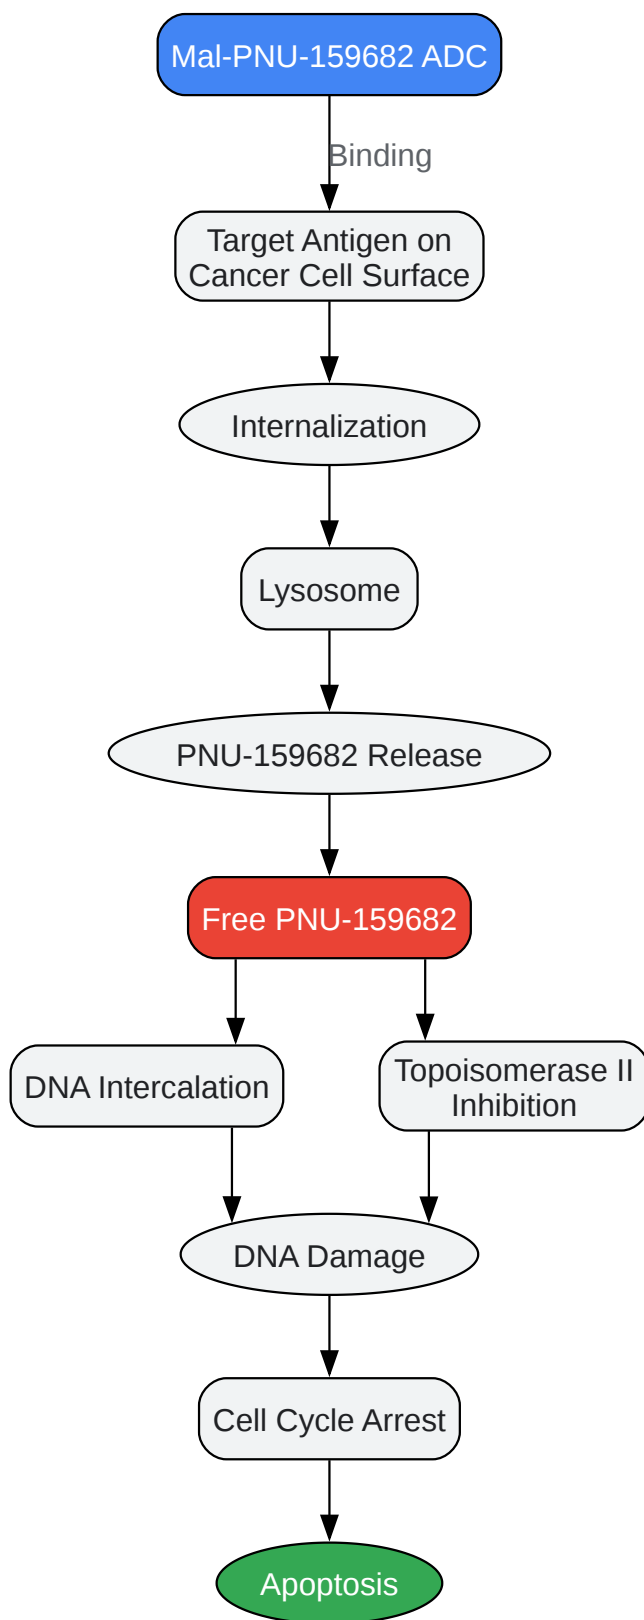 Mal-PNU-159682 ADC
Binding
Target Antigen on
Cancer Cell Surface
Internalization
Lysosome
PNU-159682 Release
Free PNU-159682
DNA Intercalation
Topoisomerase II
Inhibition
DNA Damage
Cell Cycle Arrest
Apoptosis